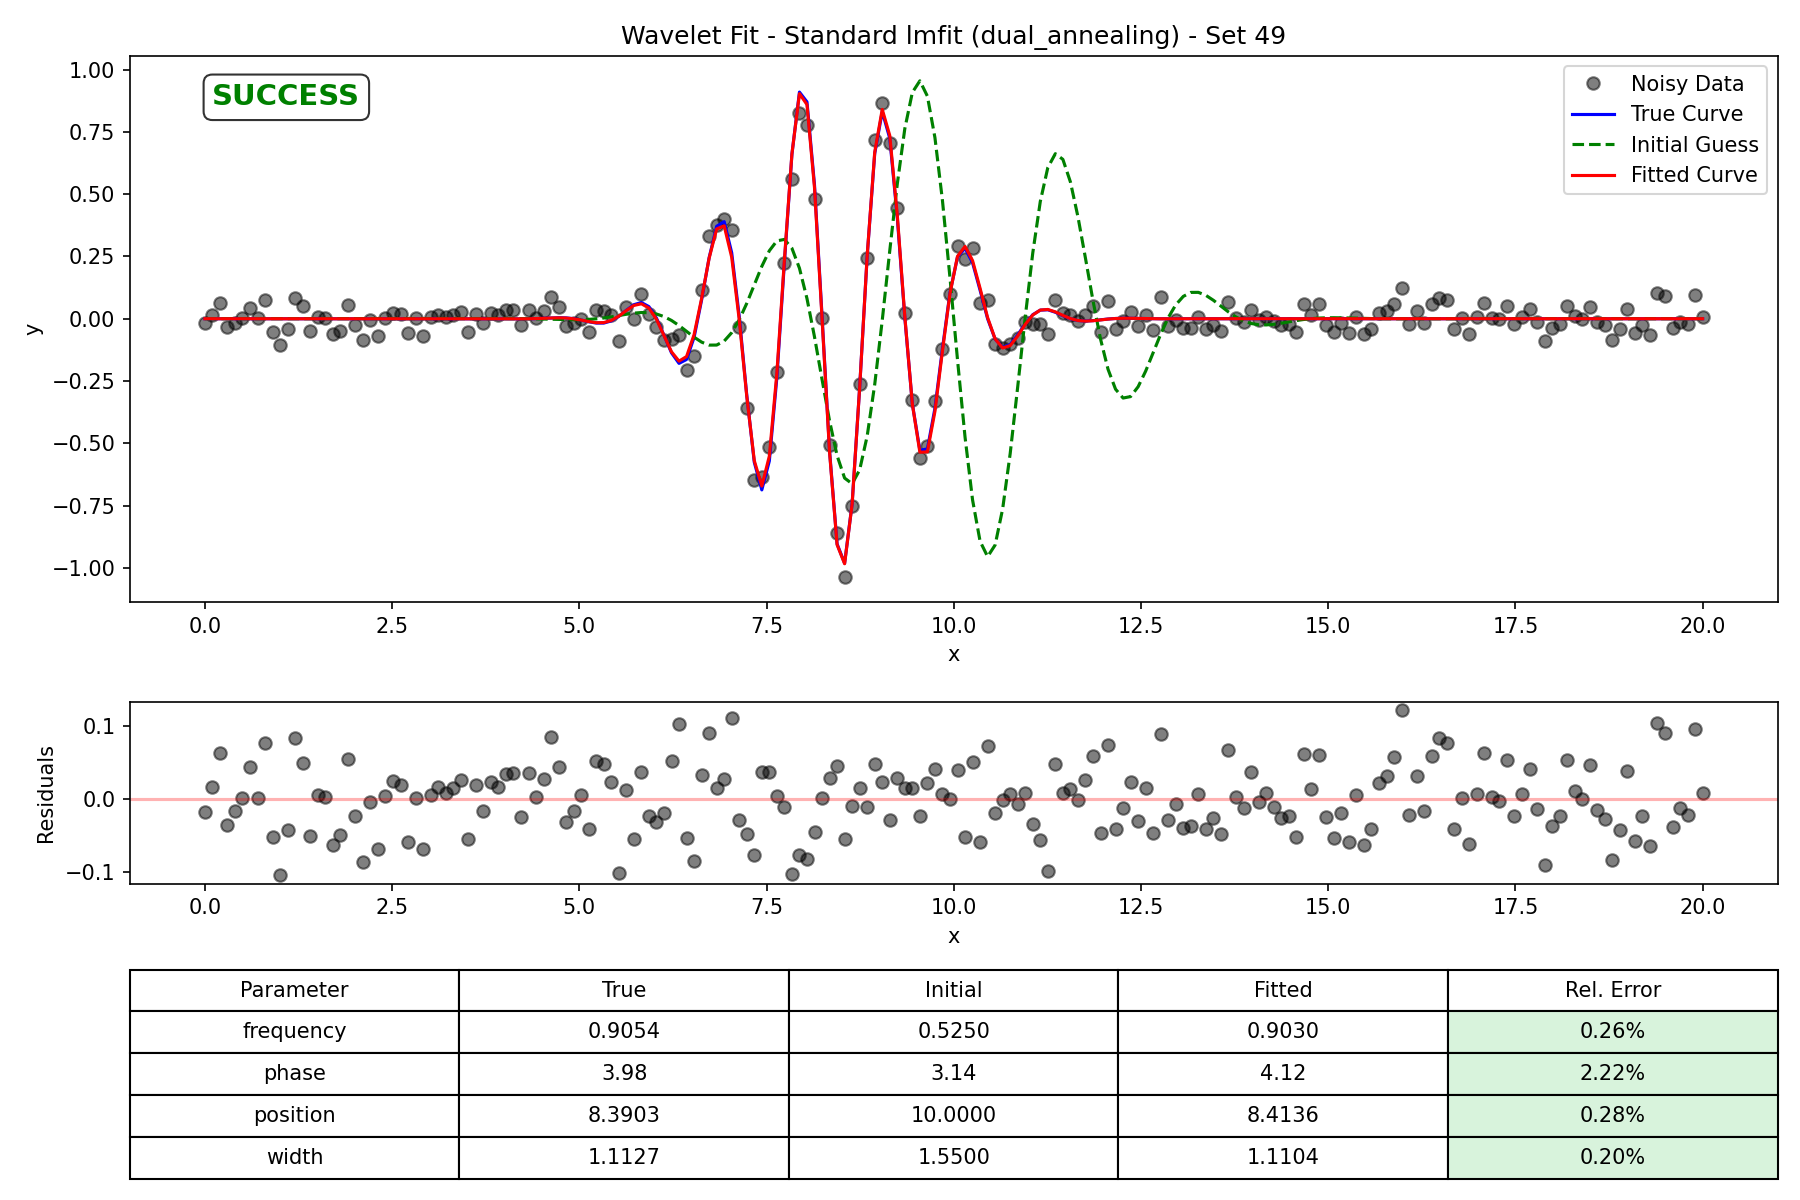 Wavelet Fit - Standard lmfit (dual_annealing) - Set 49
SUCCESS
Noisy Data
True Curve
Initial Guess
Fitted Curve
1.00
0.75
0.50
0.25
0.00
−0.25
−0.50
−0.75
−1.00
y
0.0 2.5 5.0 7.5 10.0 12.5 15.0 17.5 20.0
x
0.1
0.0
−0.1
Residuals
0.0 2.5 5.0 7.5 10.0 12.5 15.0 17.5 20.0
x
Parameter True Initial Fitted Rel. Error
frequency 0.9054 0.5250 0.9030 0.26%
phase 3.98 3.14 4.12 2.22%
position 8.3903 10.0000 8.4136 0.28%
width 1.1127 1.5500 1.1104 0.20%